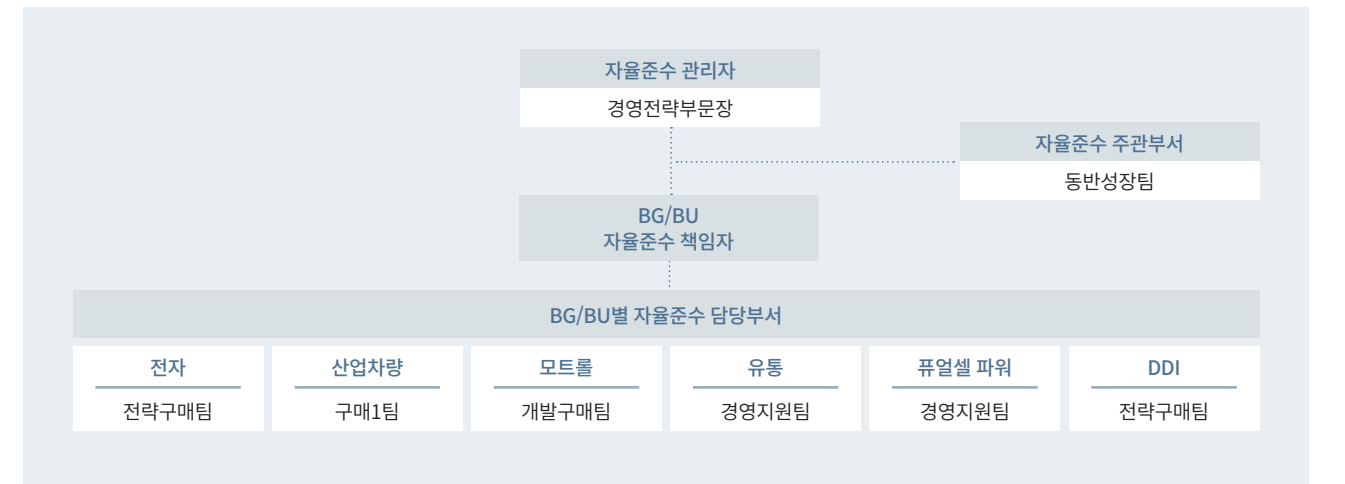 자율준수 관리자
경영전략부문장
자율준수 주관부서
동반성장팀
BG/BU
자율준수 책임자
BG/BU별 자율준수 담당부서
전자
전략구매팀
산업차량
구매1팀
모트롤
개발구매팀
유통
경영지원팀
퓨얼셀 파워
경영지원팀
DDI
전략구매팀